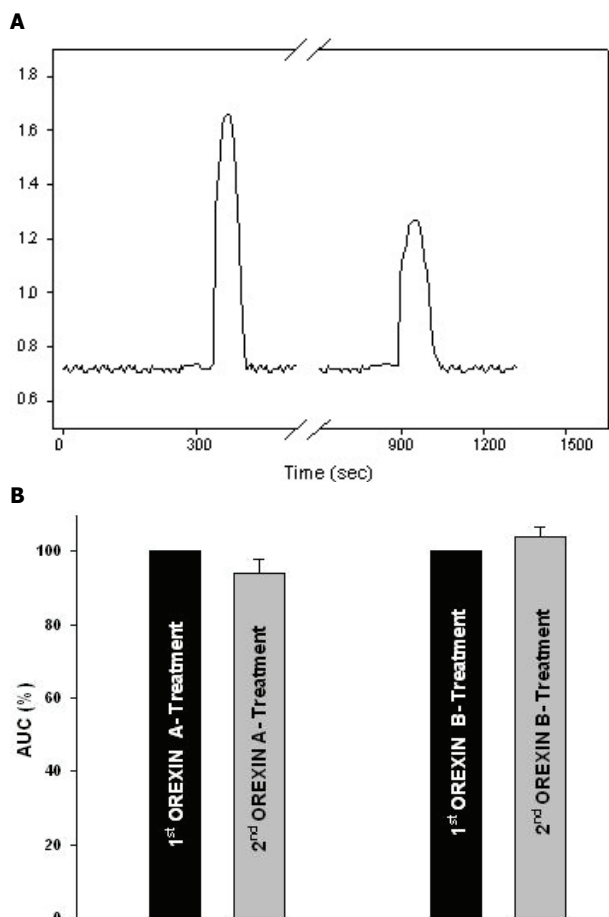 A
1.8
1.6
1.4
1.2
1.0
0.8
0.6
0
300
900
1200
1500
Time (sec)
B
100
80
60
40
20
0
AUC (%)
1st OREXIN A- Treatment
2nd OREXIN A- Treatment
1st OREXIN B- Treatment
2nd OREXIN B- Treatment